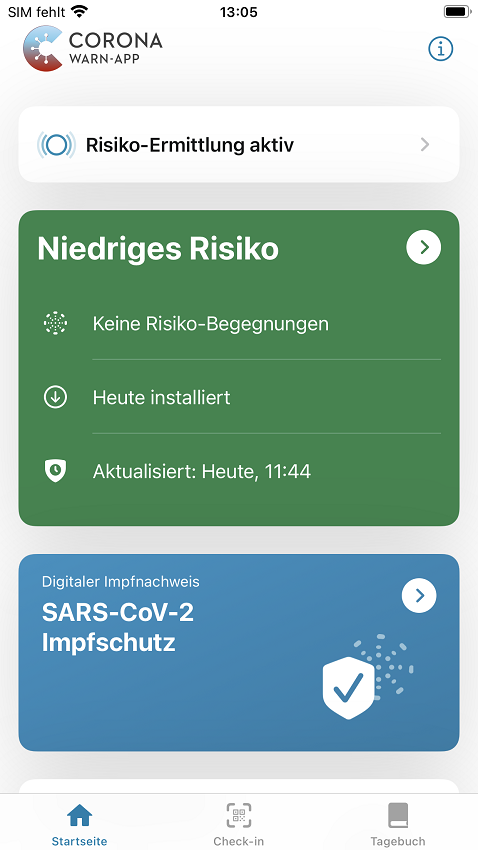 SIM fehlt 13:05
CORONA
WARN-APP
Risiko-Ermittlung aktiv
Niedriges Risiko
Keine Risiko-Begegnungen
Heute installiert
Aktualisiert: Heute, 11:44
Digitaler Impfnachweis
SARS-CoV-2
Impfschutz
Startseite Check-in Tagebuch